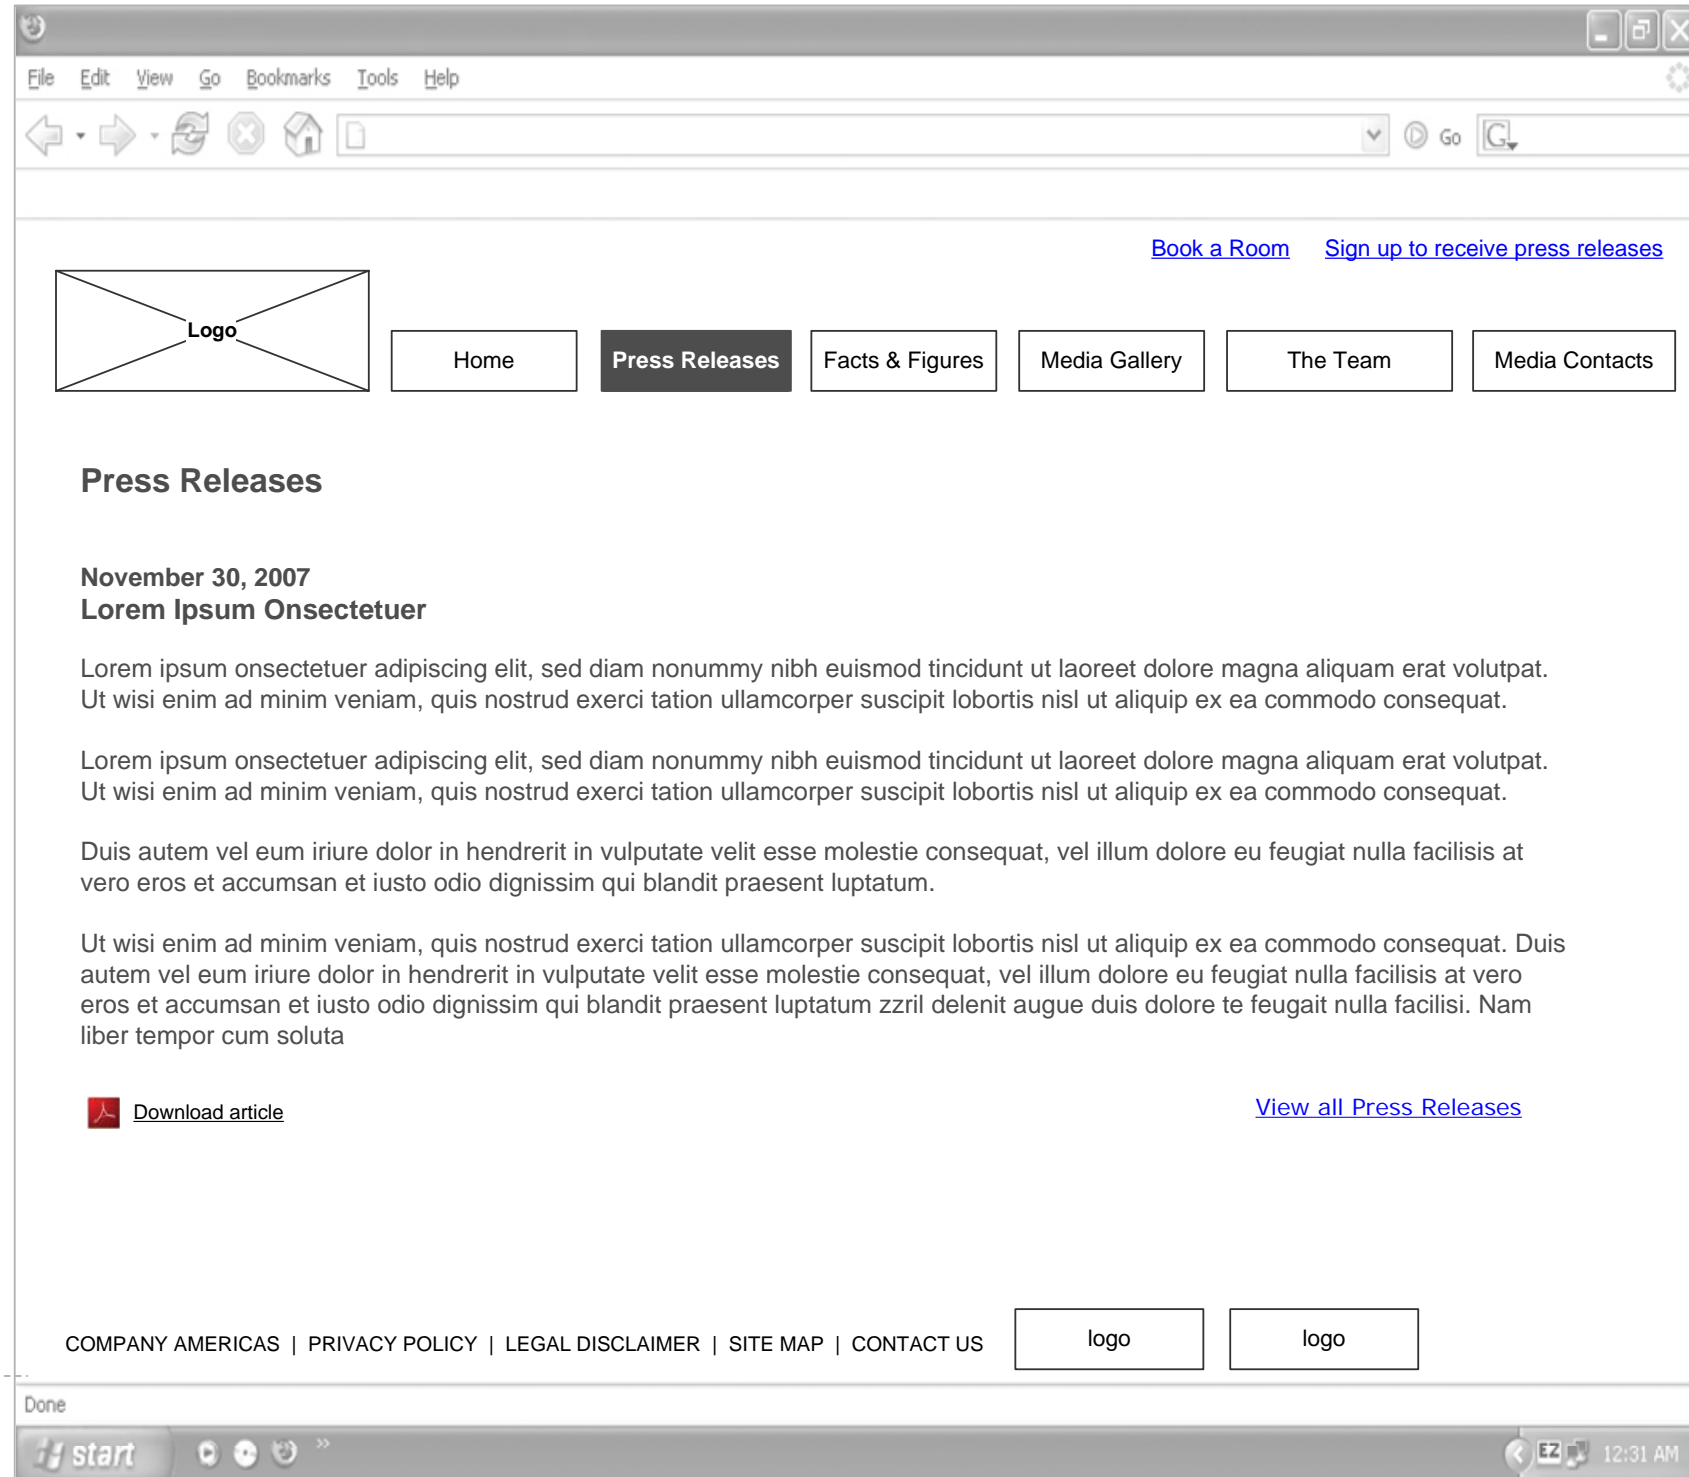 File Edit View Go Bookmarks Tools Help
Go G
Book a Room Sign up to receive press releases
Logo
Home Press Releases Facts & Figures Media Gallery The Team Media Contacts
Press Releases
November 30, 2007
Lorem Ipsum Onsectetuer
Lorem ipsum onsectetuer adipiscing elit, sed diam nonummy nibh euismod tincidunt ut laoreet dolore magna aliquam erat volutpat.
Ut wisi enim ad minim veniam, quis nostrud exerci tation ullamcorper suscipit lobortis nisl ut aliquip ex ea commodo consequat.
Lorem ipsum onsectetuer adipiscing elit, sed diam nonummy nibh euismod tincidunt ut laoreet dolore magna aliquam erat volutpat.
Ut wisi enim ad minim veniam, quis nostrud exerci tation ullamcorper suscipit lobortis nisl ut aliquip ex ea commodo consequat.
Duis autem vel eum iriure dolor in hendrerit in vulputate velit esse molestie consequat, vel illum dolore eu feugiat nulla facilisis at
vero eros et accumsan et iusto odio dignissim qui blandit praesent luptatum.
Ut wisi enim ad minim veniam, quis nostrud exerci tation ullamcorper suscipit lobortis nisl ut aliquip ex ea commodo consequat. Duis
autem vel eum iriure dolor in hendrerit in vulputate velit esse molestie consequat, vel illum dolore eu feugiat nulla facilisis at vero
eros et accumsan et iusto odio dignissim qui blandit praesent luptatum zzril delenit augue duis dolore te feugait nulla facilisi. Nam
liber tempor cum soluta
Download article View all Press Releases
COMPANY AMERICAS | PRIVACY POLICY | LEGAL DISCLAIMER | SITE MAP | CONTACT US logo logo
Done
start » EZ 12:31 AM